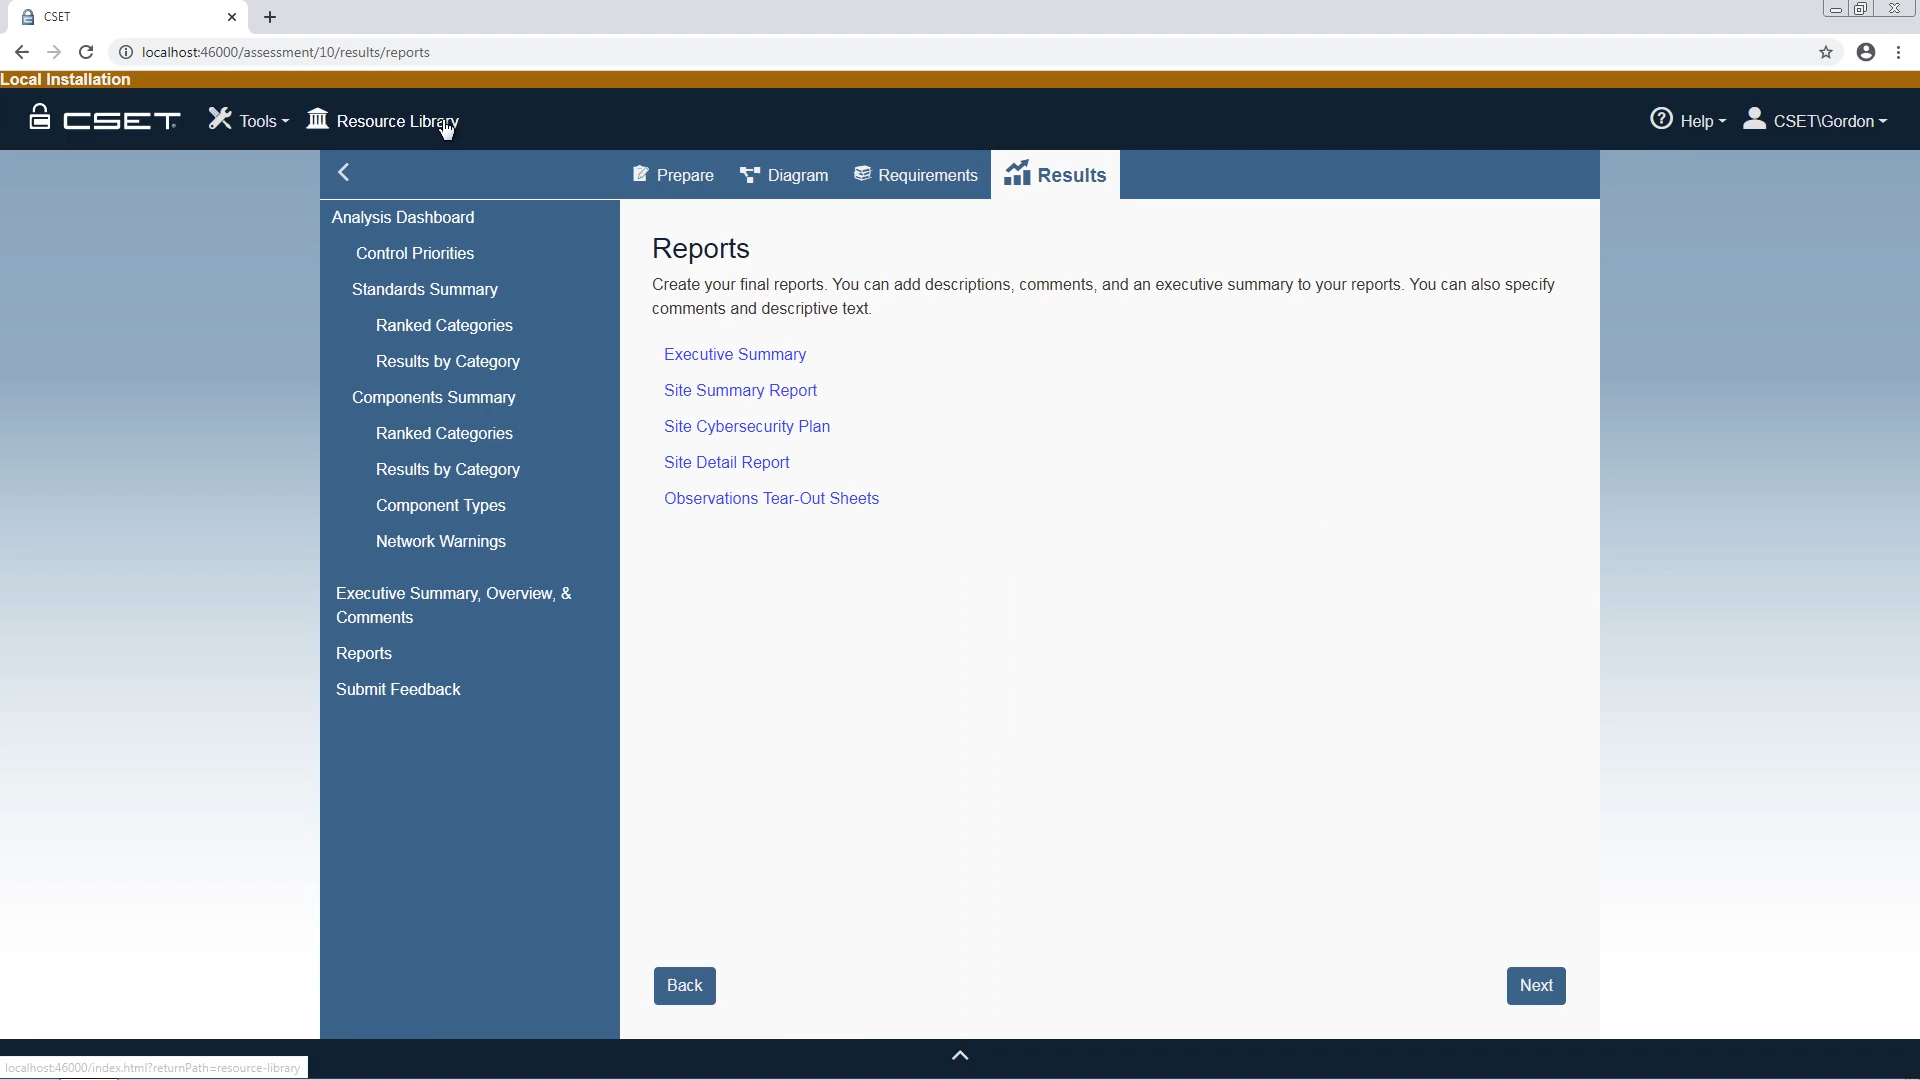 CSET
localhost:46000/assessment/10/results/reports
Local Installation
CSET Tools Resource Library Help CSET\Gordon
Prepare Diagram Requirements Results
Analysis Dashboard
Control Priorities
Standards Summary
Ranked Categories
Results by Category
Components Summary
Ranked Categories
Results by Category
Component Types
Network Warnings
Executive Summary, Overview, &
Comments
Reports
Submit Feedback
Reports
Create your final reports. You can add descriptions, comments, and an executive summary to your reports. You can also specify
comments and descriptive text.
Executive Summary
Site Summary Report
Site Cybersecurity Plan
Site Detail Report
Observations Tear-Out Sheets
Back Next
localhost:46000/index.html?returnPath=resource-library